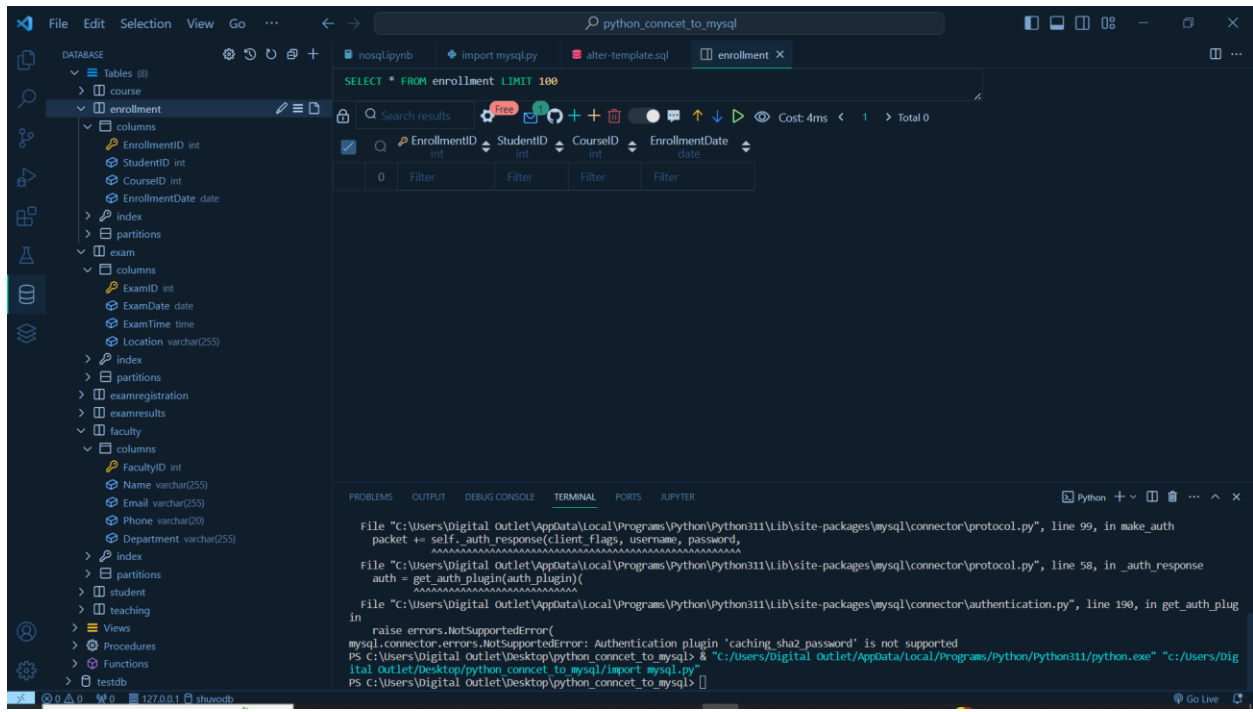 File Edit Selection View Go ··· python_conncet_to_mysql
DATABASE
nosql.ipynb import mysql.py alter-template.sql enrollment
Tables (8)
course
enrollment
columns
EnrollmentID int
StudentID int
CourseID int
EnrollmentDate date
index
partitions
exam
columns
ExamID int
ExamDate date
ExamTime time
Location varchar(255)
index
partitions
examregistration
examresults
faculty
columns
FacultyID int
Name varchar(255)
Email varchar(255)
Phone varchar(20)
Department varchar(255)
index
partitions
student
teaching
Views
Procedures
Functions
testdb
SELECT * FROM enrollment LIMIT 100
Search results Free 1 Cost: 4ms < 1 > Total 0
EnrollmentID StudentID CourseID EnrollmentDate
int int int date
0 Filter Filter Filter Filter
PROBLEMS OUTPUT DEBUG CONSOLE TERMINAL PORTS JUPYTER Python
File "C:\Users\Digital Outlet\AppData\Local\Programs\Python\Python311\Lib\site-packages\mysql\connector\protocol.py", line 99, in make_auth
packet += self._auth_response(client_flags, username, password,
^^^^^^^^^^^^^^^^^^^^^^^^^^^^^^^^^^^^^^^^^^^^^^^^^^^^^
File "C:\Users\Digital Outlet\AppData\Local\Programs\Python\Python311\Lib\site-packages\mysql\connector\protocol.py", line 58, in _auth_response
auth = get_auth_plugin(auth_plugin)(
^^^^^^^^^^^^^^^^^^^^^^^^^^^^
File "C:\Users\Digital Outlet\AppData\Local\Programs\Python\Python311\Lib\site-packages\mysql\connector\authentication.py", line 190, in get_auth_plug
in
raise errors.NotSupportedError(
mysql.connector.errors.NotSupportedError: Authentication plugin 'caching_sha2_password' is not supported
PS C:\Users\Digital Outlet\Desktop\python_conncet_to_mysql> & "C:/Users/Digital Outlet/AppData/Local/Programs/Python/Python311/python.exe" "c:/Users/Dig
ital Outlet/Desktop/python_conncet_to_mysql/import mysql.py"
PS C:\Users\Digital Outlet\Desktop\python_conncet_to_mysql>
0 0 0 127.0.0.1 shuvodb Go Live